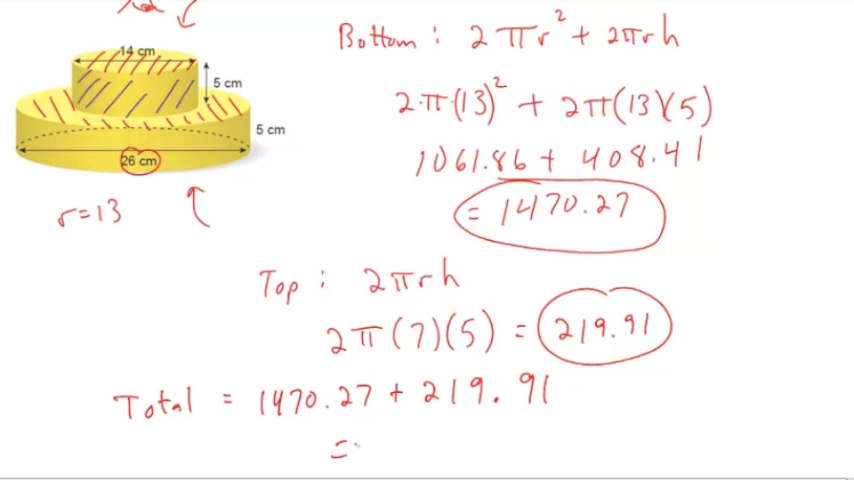 Bottom : 2πr² + 2πrh
14 cm
5 cm
2·π·(13)² + 2π(13)(5)
5 cm
26 cm
1061.86 + 408.41
r=13
= 1470.27
Top : 2πrh
2π(7)(5) = 219.91
Total = 1470.27 + 219.91
=